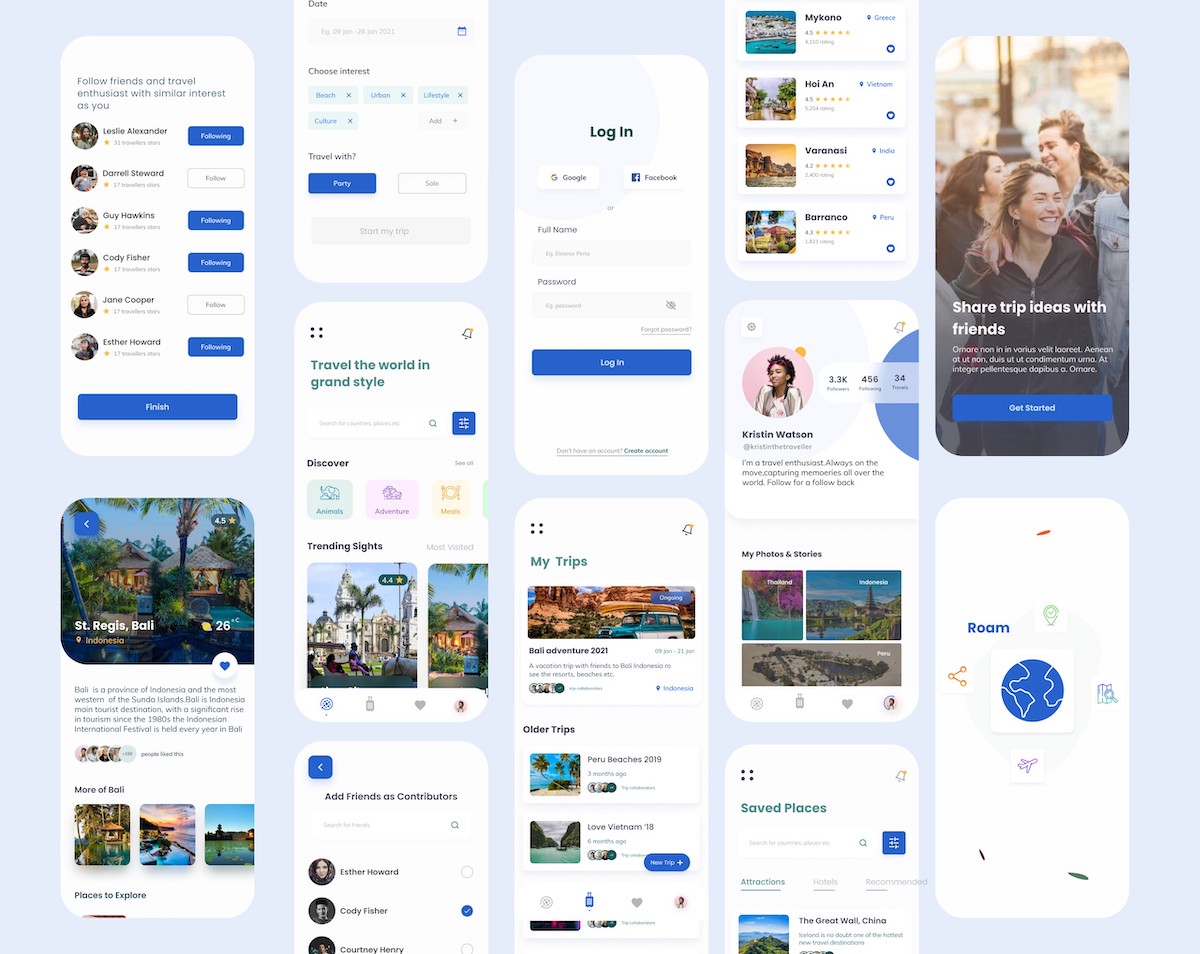 Follow friends and travel
enthusiast with similar interest
as you
Leslie Alexander
31 travellers stars
Following
Darrell Steward
17 travellers stars
Follow
Guy Hawkins
17 travellers stars
Following
Cody Fisher
17 travellers stars
Following
Jane Cooper
17 travellers stars
Follow
Esther Howard
17 travellers stars
Following
Finish
4.5
St. Regis, Bali
26°C
Indonesia
Bali is a province of Indonesia and the most
western of the Sunda Islands.Bali is Indonesia
main tourist destination, with a significant rise
in tourism since the 1980s the Indonesian
International Festival is held every year in Bali
people liked this
More of Bali
Places to Explore
Date
Eg. 09 Jan -26 Jan 2021
Choose interest
Beach
Urban
Lifestyle
Culture
Add +
Travel with?
Party
Solo
Start my trip
Travel the world in
grand style
Search for countries, places etc
Discover
See all
Animals
Adventure
Meals
Trending Sights
Most Visited
4.4
Add Friends as Contributors
Search for friends
Esther Howard
Cody Fisher
Courtney Henry
Log In
Google
Facebook
or
Full Name
Eg. Eleanor Pena
Password
Eg. password
Forgot password?
Log In
Don't have an account? Create account
My Trips
Ongoing
Bali adventure 2021
09 Jan - 21 Jan
A vacation trip with friends to Bali Indonesia ro
see the resorts, beaches etc.
trip collaborators
Indonesia
Older Trips
Peru Beaches 2019
3 months ago
Trip collaborators
Love Vietnam '18
6 months ago
New Trip +
Mykono
Greece
4.5
4,310 rating
Hoi An
Vietnam
4.5
5,204 rating
Varanasi
India
4.2
2,400 rating
Barranco
Peru
4.3
1,821 rating
3.3K
Followers
456
Following
34
Travels
Kristin Watson
@kristinthetraveller
I'm a travel enthusiast.Always on the
move,capturing memoeries all over the
world. Follow for a follow back
My Photos & Stories
Thailand
Indonesia
Peru
Saved Places
Search for countries, places etc
Attractions
Hotels
Recommended
The Great Wall, China
Iceland is no doubt one of the hottest
new travel destinations
Share trip ideas with
friends
Ornare non in in varius velit laoreet. Aenean
at ut non, duis ut ut condimentum urna. At
integer pellentesque dapibus a. Ornare.
Get Started
Roam